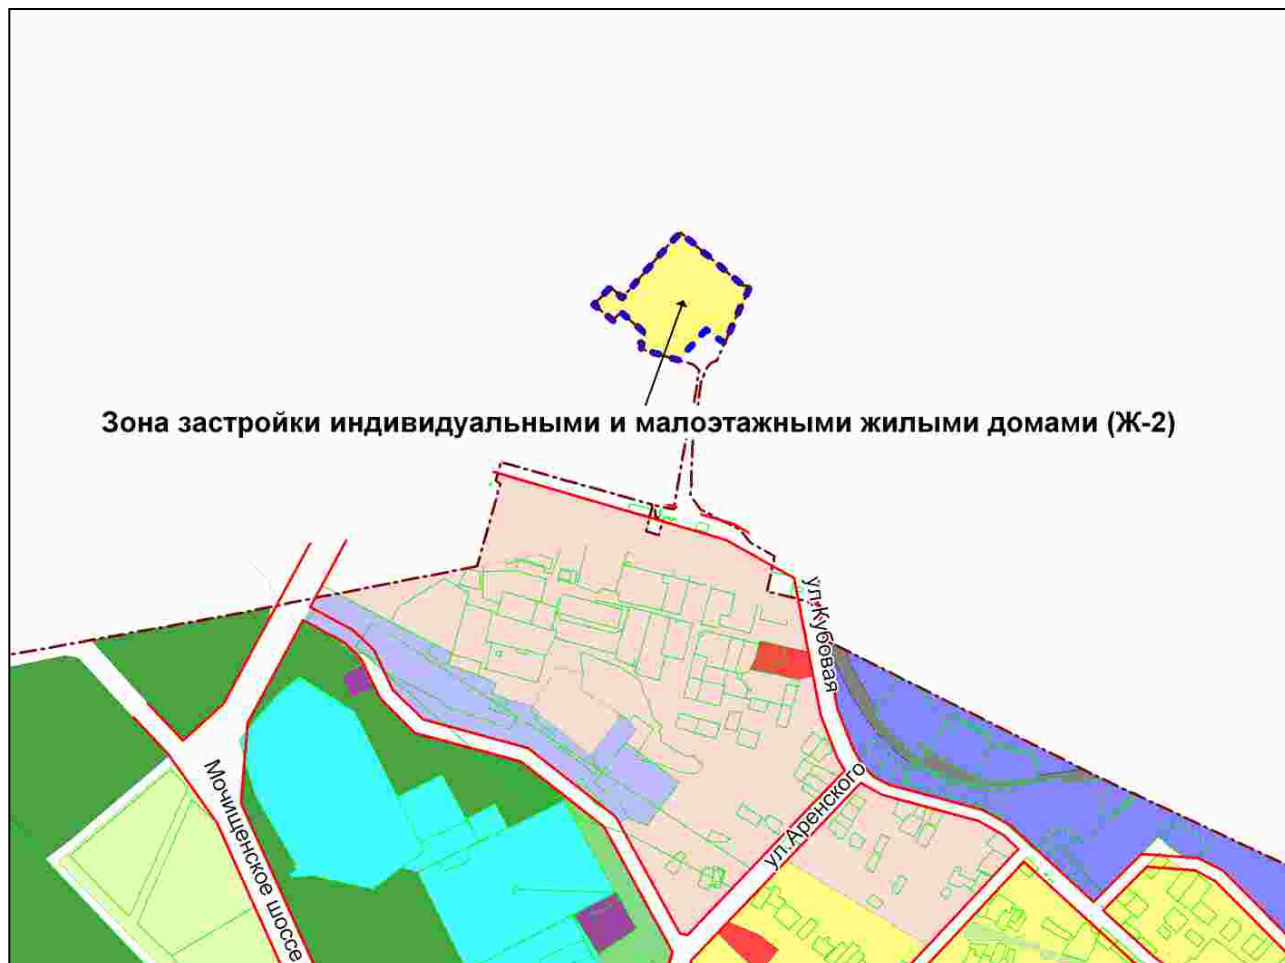 Зона застройки индивидуальными и малоэтажными жилыми домами (Ж-2)
ул.Кубовая
ул.Аренского
Мочищенское шоссе